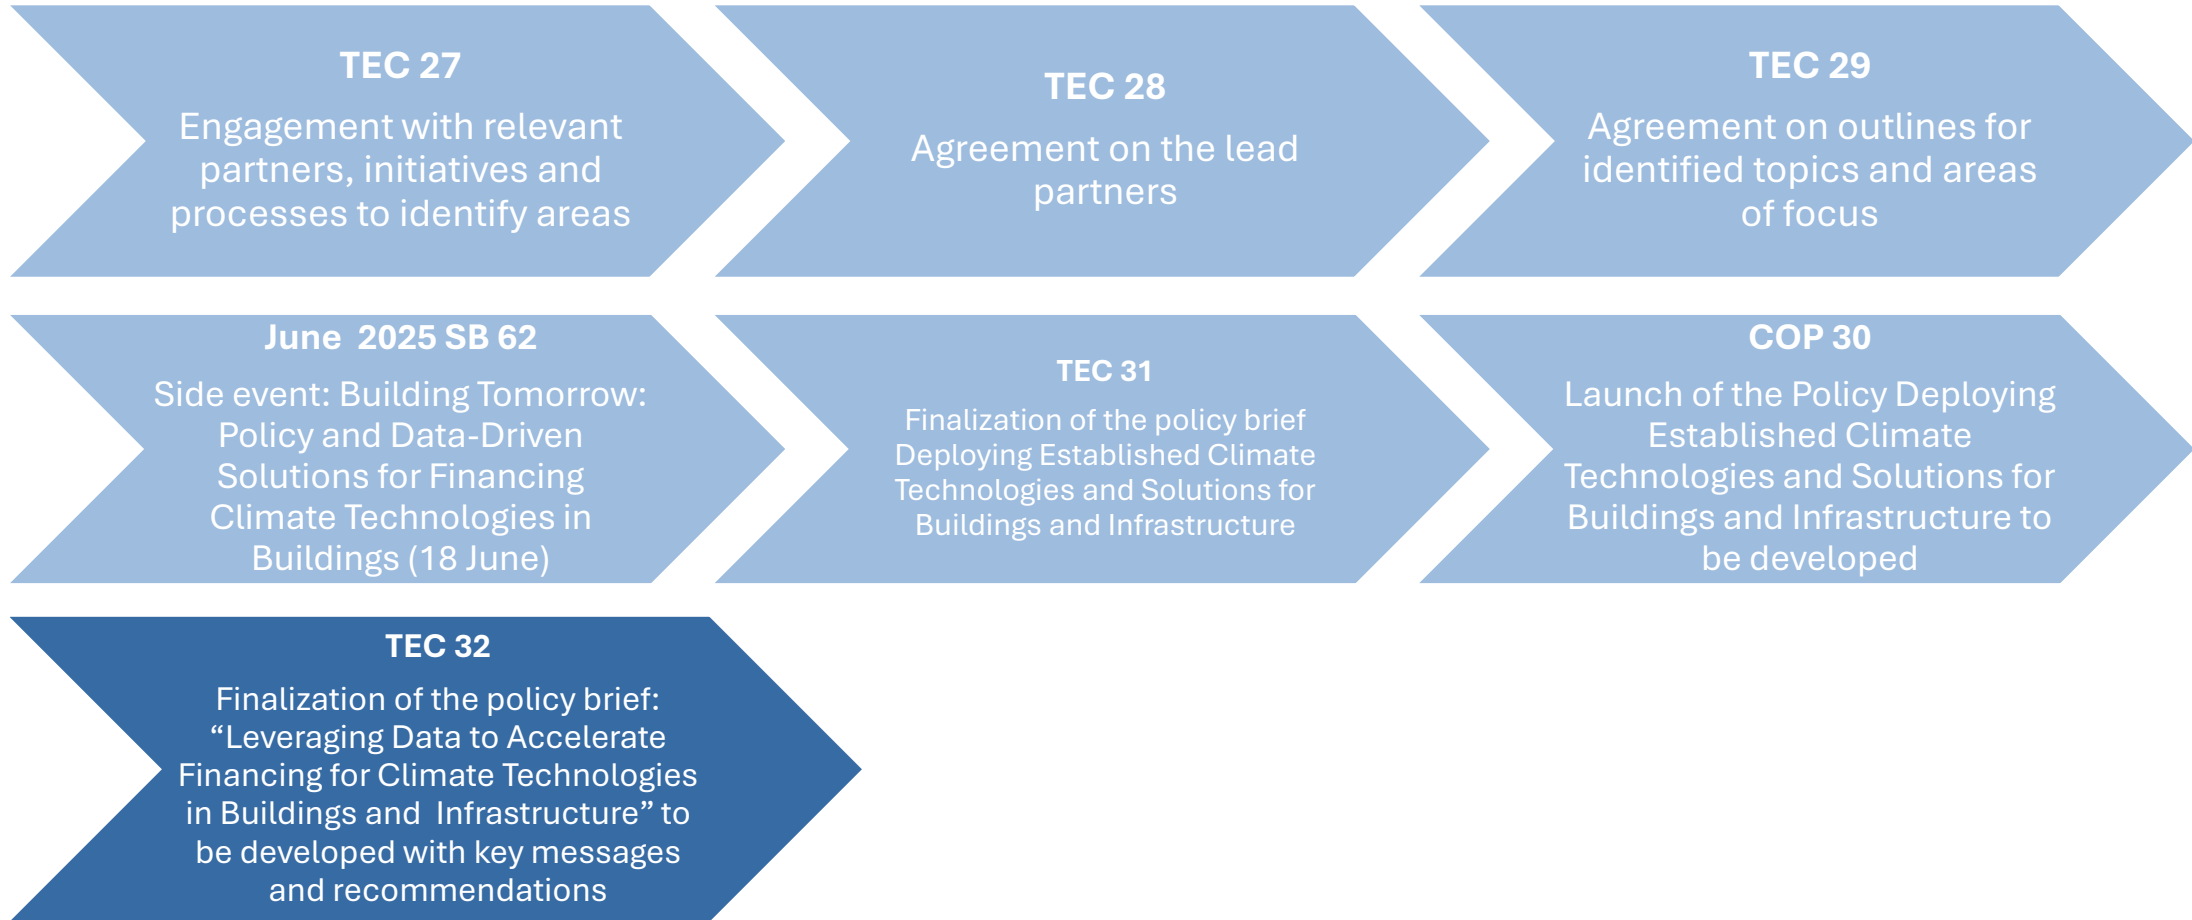 TEC 27
Engagement with relevant
partners, initiatives and
processes to identify areas
TEC 28
Agreement on the lead
partners
TEC 29
Agreement on outlines for
identified topics and areas
of focus
June  2025 SB 62
Side event: Building Tomorrow:
Policy and Data-Driven
Solutions for Financing
Climate Technologies in
Buildings (18 June)
TEC 31
Finalization of the policy brief
Deploying Established Climate
Technologies and Solutions for
Buildings and Infrastructure
COP 30
Launch of the Policy Deploying
Established Climate
Technologies and Solutions for
Buildings and Infrastructure to
be developed
TEC 32
Finalization of the policy brief:
“Leveraging Data to Accelerate
Financing for Climate Technologies
in Buildings and  Infrastructure” to
be developed with key messages
and recommendations